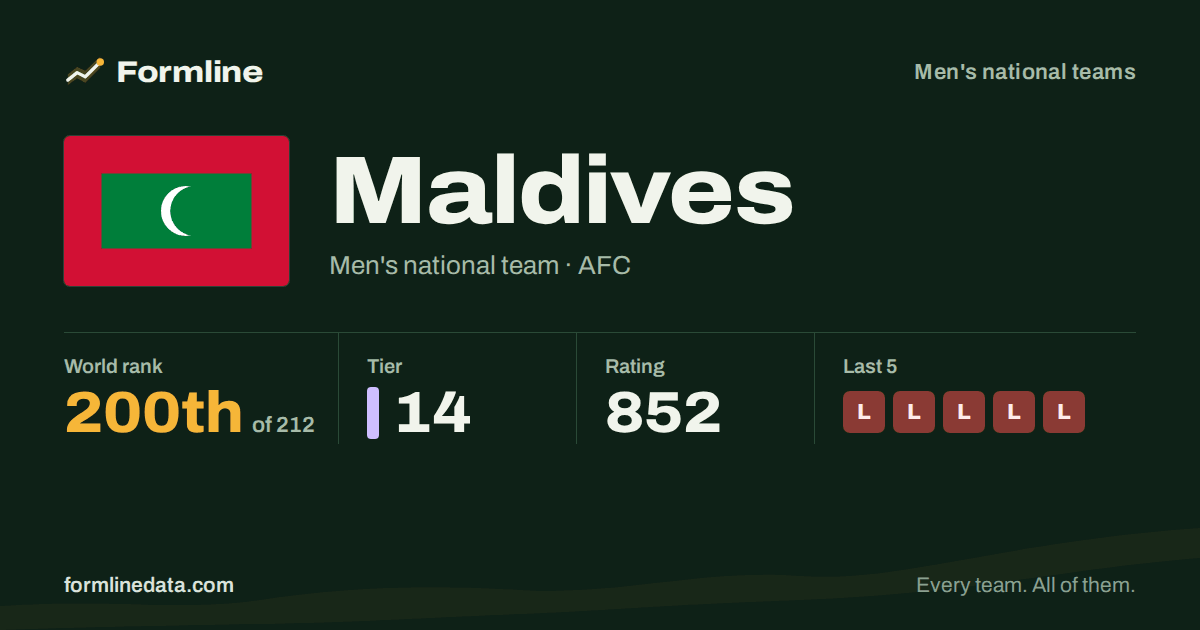 Formline
Men's national teams
Maldives
Men's national team · AFC
World rank
200th of 212
Tier
14
Rating
852
Last 5
L L L L L
formlinedata.com
Every team. All of them.